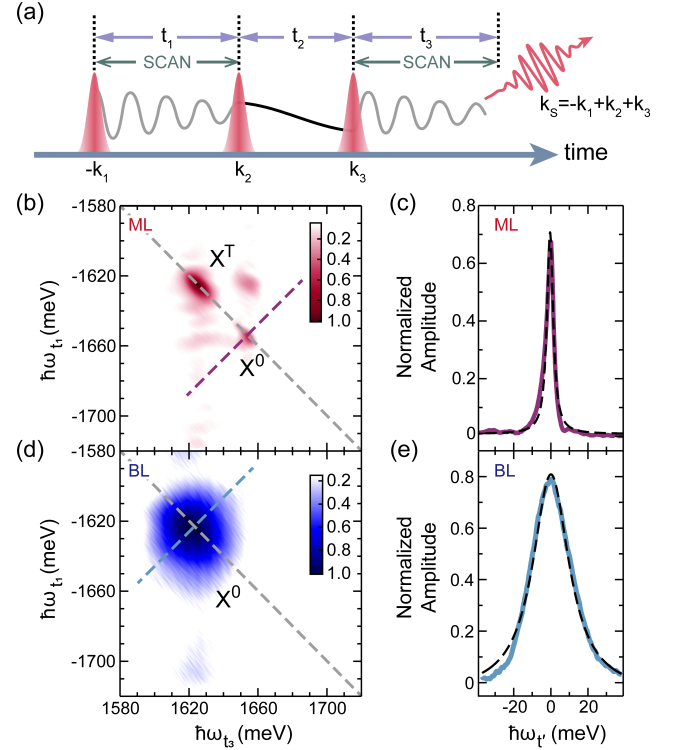 (a)
t₁ t₂ t₃
SCAN SCAN
kₛ=-k₁+k₂+k₃
time
-k₁ k₂ k₃
(b)
ML
-1580
-1620
-1660
-1700
-1580
ħωt₁ (meV)
Xᵀ
X⁰
0.2
0.4
0.6
0.8
1.0
(c)
ML
0.8
0.6
0.4
0.2
0
Normalized
Amplitude
(d)
BL
-1620
-1660
-1700
ħωt₁ (meV)
X⁰
0.2
0.4
0.6
0.8
1.0
1580 1620 1660 1700
ħωt₃ (meV)
(e)
BL
0.8
0.6
0.4
0.2
0
Normalized
Amplitude
-20 0 20
ħωt′ (meV)